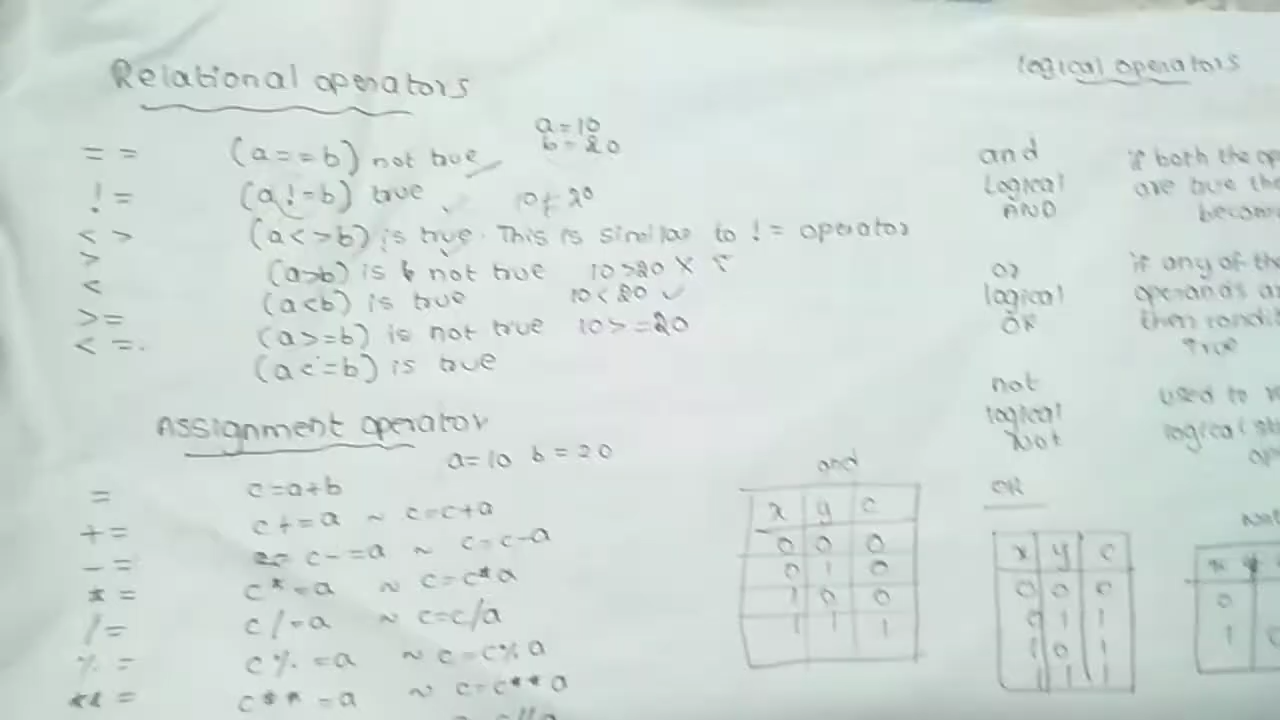 Relational operators
a=10
b=20
== (a==b) not true
!= (a!=b) true 10≠20
<> (a<>b) is true. This is similar to != operator
> (a>b) is not true 10>20 ×
< (a<b) is true 10<20 ✓
>= (a>=b) is not true 10>=20
<= (a<=b) is true
Assignment operator
a=10 b=20
= c=a+b
+= c+=a ~ c=c+a
-= c-=a ~ c=c-a
*= c*=a ~ c=c*a
/= c/=a ~ c=c/a
%= c%=a ~ c=c%a
**= c**=a ~ c=c**a
logical operators
and if both the
Logical are true
AND
or if any of the
logical operands
OR then
True
not used to
logical logical
Not
and
x y c
0 0 0
0 1 0
1 0 0
1 1 1
OR
x y c
0 0 0
0 1 1
1 0 1
1 1 1
x
0
1